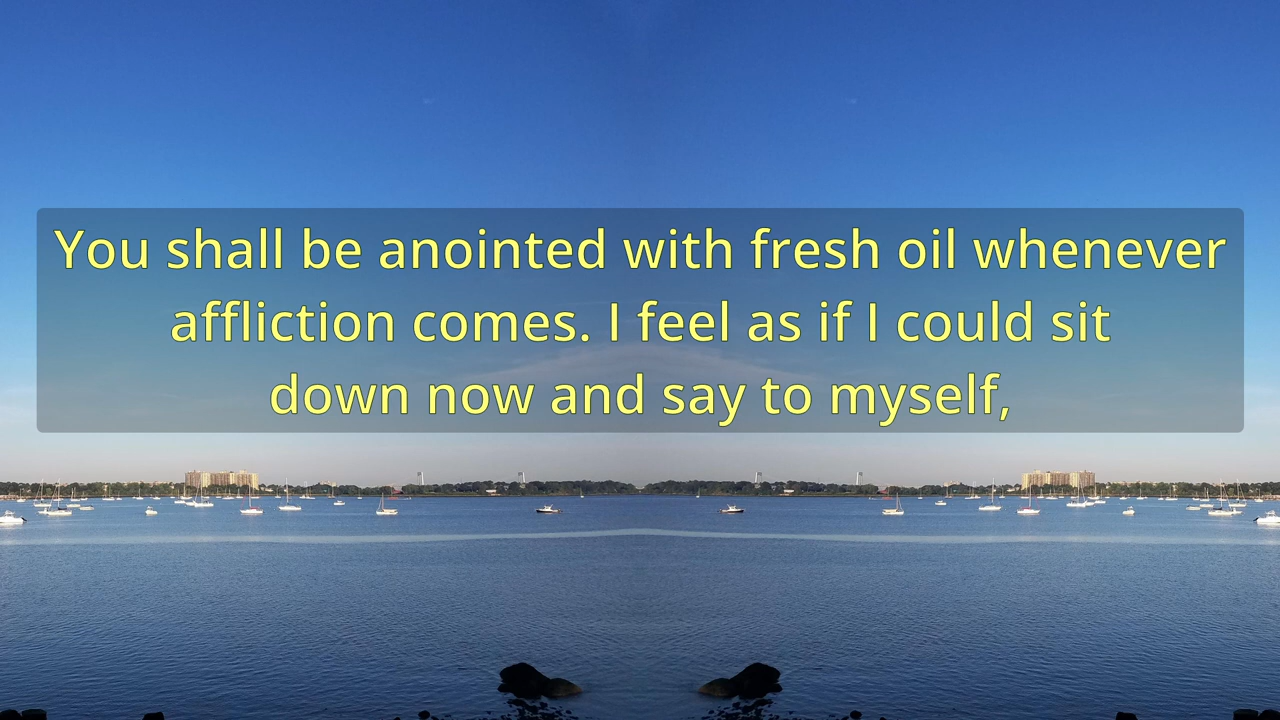 You shall be anointed with fresh oil whenever
affliction comes. I feel as if I could sit
down now and say to myself,